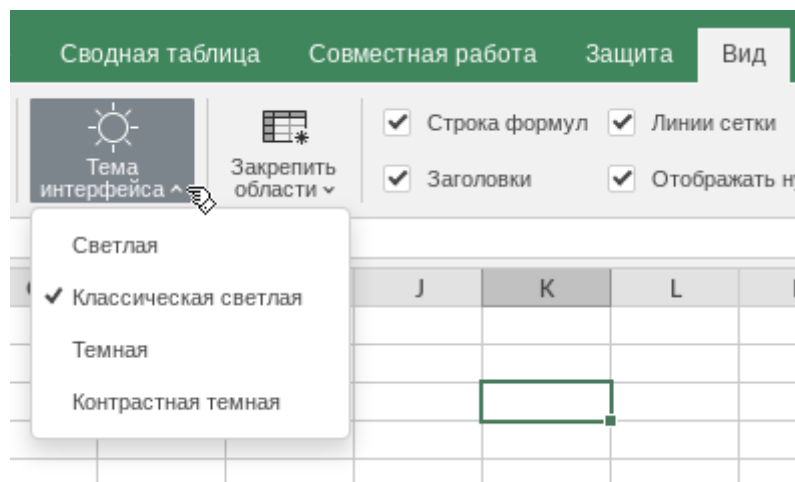 Сводная таблица Совместная работа Защита Вид
Тема интерфейса
Закрепить области
Строка формул Линии сетки
Заголовки Отображать
Светлая
Классическая светлая
Темная
Контрастная темная
J K L